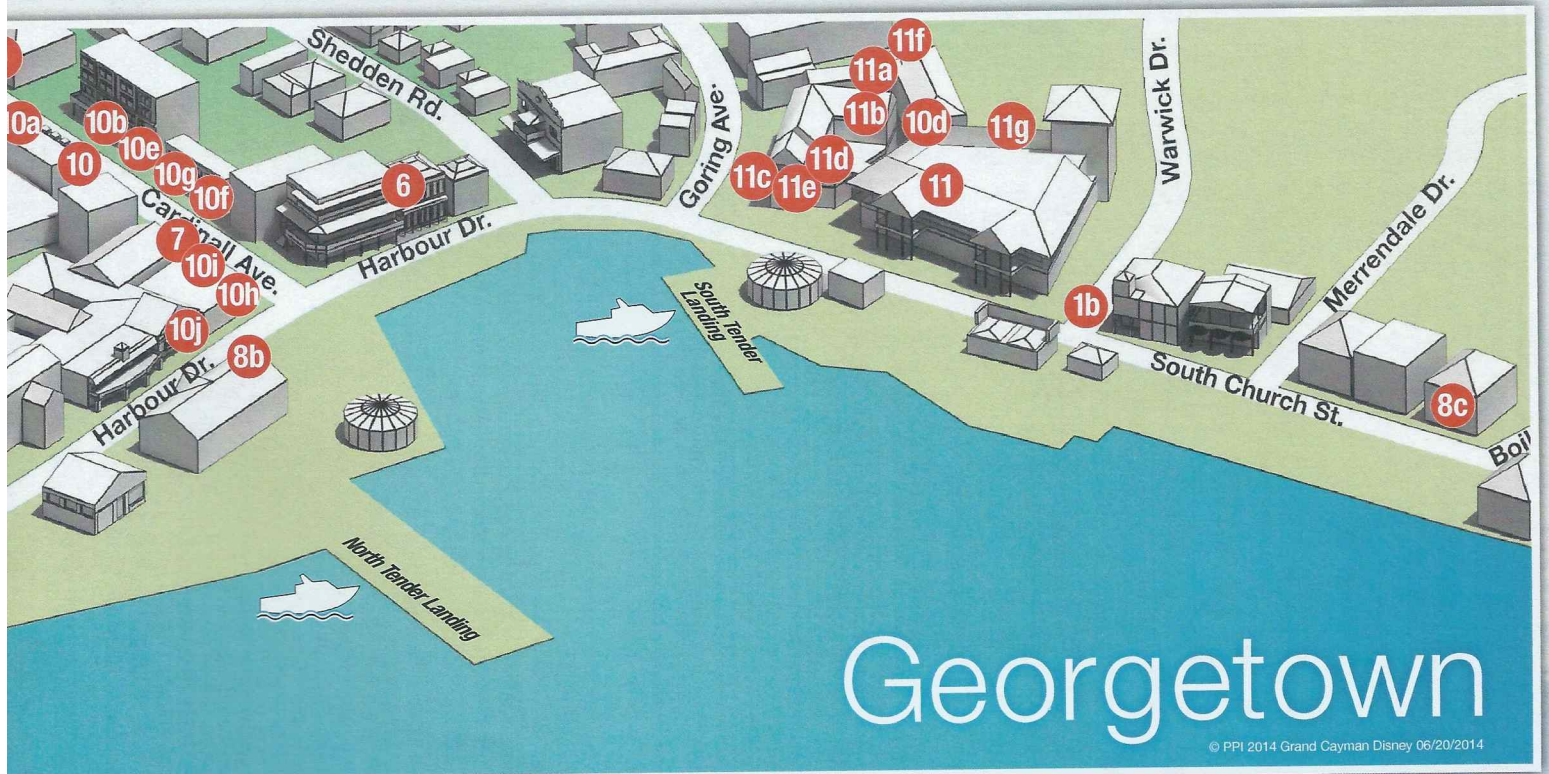 Shedden Rd.
11f
11a
11b
10d
11g
Goring Ave.
Warwick Dr.
10a
10b
10e
10
10g
10f
6
11c
11d
11e
11
Merrendale Dr.
Cardinall Ave.
7
10i
10h
Harbour Dr.
South Tender
Landing
1b
10j
8b
Harbour Dr.
South Church St.
8c
North Tender Landing
Georgetown
© PPI 2014 Grand Cayman Disney 06/20/2014